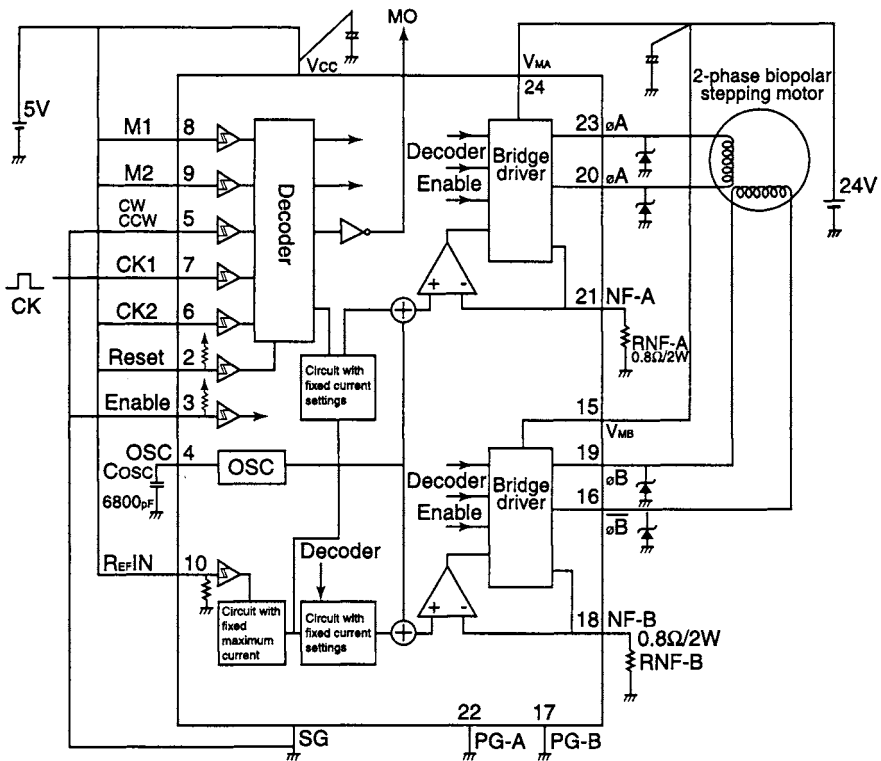 MO
VCC
VMA
24
5V
2-phase biopolar
stepping motor
M1 8
M2 9
CW
CCW 5
CK
CK1 7
CK2 6
Reset 2
Enable 3
Decoder
Decoder
Enable
Bridge
driver
23 øA
20 øA
24V
+ -
21 NF-A
RNF-A
0.8Ω/2W
Circuit with
fixed current
settings
+
15
VMB
OSC 4
COSC
6800pF
OSC
Decoder
Enable
Bridge
driver
19
øB
16
øB
REFIN 10
Decoder
Circuit with
fixed
maximum
current
Circuit with
fixed current
settings
+
+ -
18 NF-B
0.8Ω/2W
RNF-B
SG
22
PG-A
17
PG-B